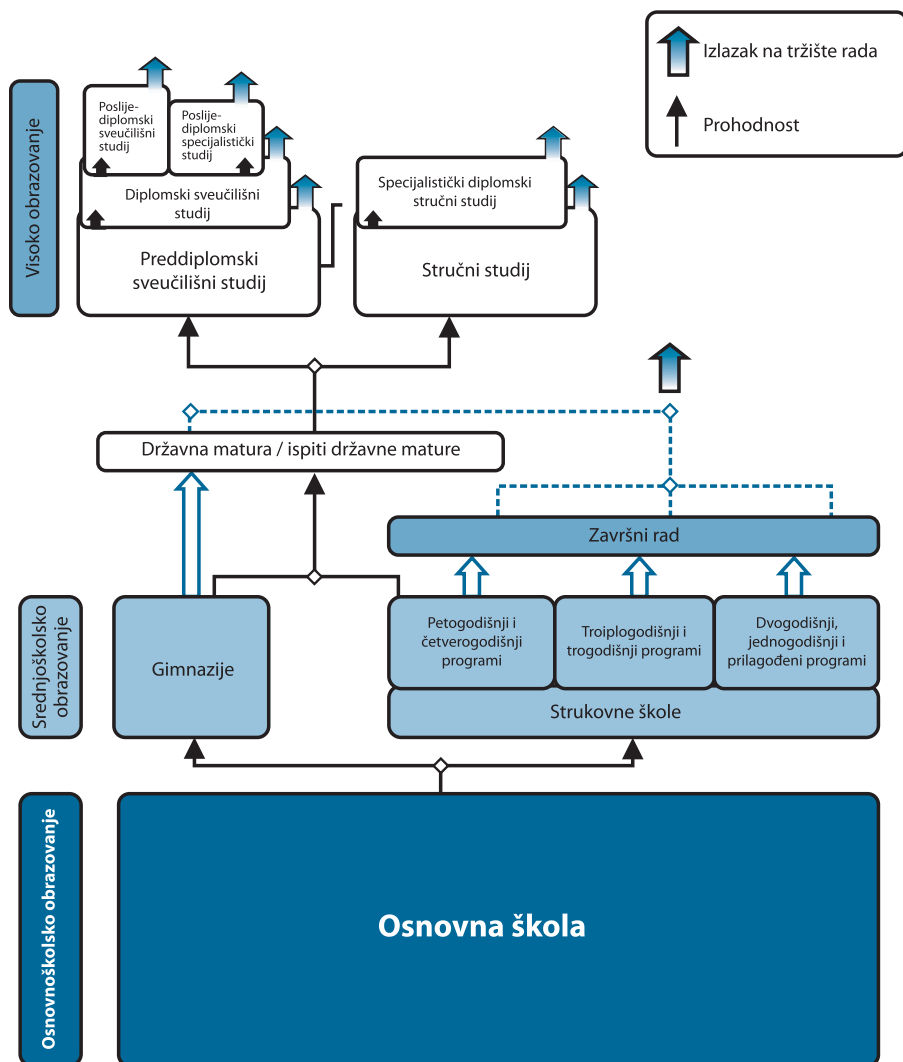 Izlazak na tržište rada
Prohodnost
Visoko obrazovanje
Poslije-
diplomski
sveučilišni
studij
Poslije-
diplomski
specijalistički
studij
Diplomski sveučilišni
studij
Preddiplomski
sveučilišni studij
Specijalistički diplomski
stručni studij
Stručni studij
Državna matura / ispiti državne mature
Završni rad
Srednjoškolsko
obrazovanje
Gimnazije
Petogodišnji i
četverogodišnji
programi
Troiplogodišnji i
trogodišnji programi
Dvogodišnji,
jednogodišnji i
prilagođeni programi
Strukovne škole
Osnovnoškolsko obrazovanje
Osnovna škola